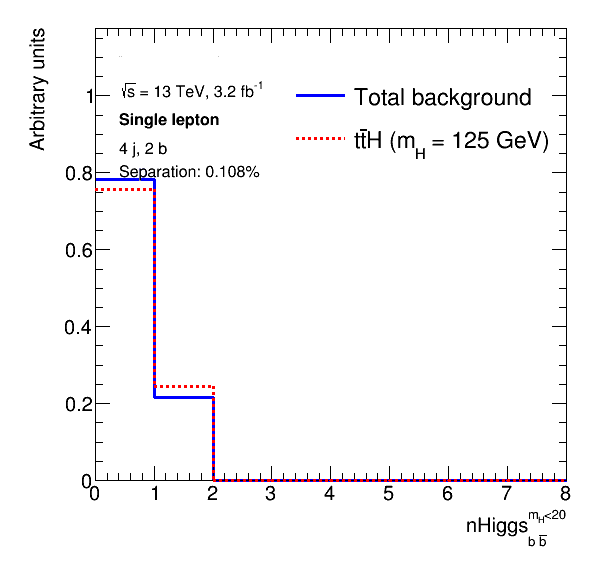 Arbitrary units
√s = 13 TeV, 3.2 fb⁻¹
Single lepton
4 j, 2 b
Separation: 0.108%
Total background
tt̄H (m_H = 125 GeV)
1
0.8
0.6
0.4
0.2
0
0 1 2 3 4 5 6 7 8
nHiggs_{b b̄}^{m_H<20}